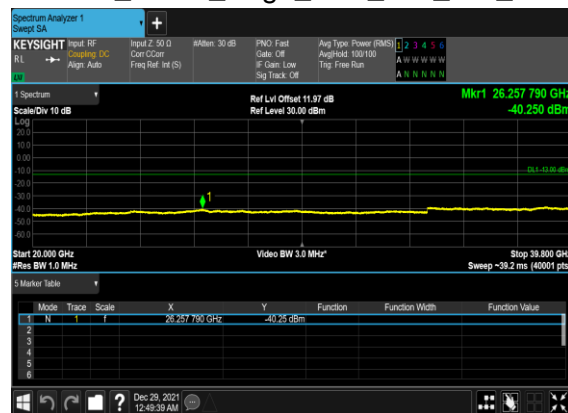 Spectrum Analyzer 1
Swept SA
+
KEYSIGHT Input: RF Input Z: 50 Ω #Atten: 30 dB PNO: Fast Avg Type: Power (RMS) 1 2 3 4 5 6
RL Coupling: DC Corr CCorr Gate: Off Avg|Hold: 100/100 A W W W W W
Align: Auto Freq Ref: Int (S) IF Gain: Low Trig: Free Run
Sig Track: Off A N N N N N
1 Spectrum Ref Lvl Offset 11.97 dB Mkr1 26.257 790 GHz
Scale/Div 10 dB Ref Level 30.00 dBm -40.250 dBm
Log
20.0
10.0
0.00
-10.0 DL1 -13.00 dBm
-20.0
-30.0
-40.0 1
-50.0
-60.0
Start 20.000 GHz Video BW 3.0 MHz* Stop 39.800 GHz
#Res BW 1.0 MHz Sweep ~39.2 ms (40001 pts)
5 Marker Table
Mode Trace Scale X Y Function Function Width Function Value
1 N 1 f 26.257 790 GHz -40.25 dBm
2
3
4
5
6
? Dec 29, 2021
12:49:39 AM